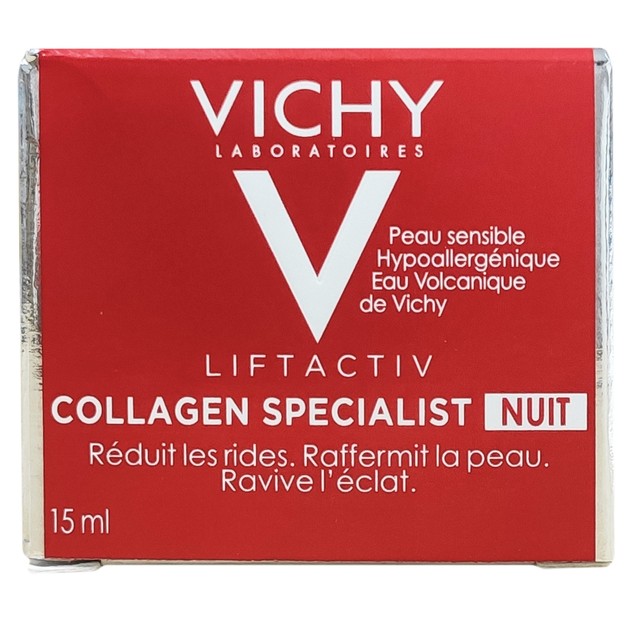 VICHY
LABORATOIRES
V
Peau sensible
Hypoallergénique
Eau Volcanique
de Vichy
LIFTACTIV
COLLAGEN SPECIALIST NUIT
Réduit les rides. Raffermit la peau.
Ravive l'éclat.
15 ml